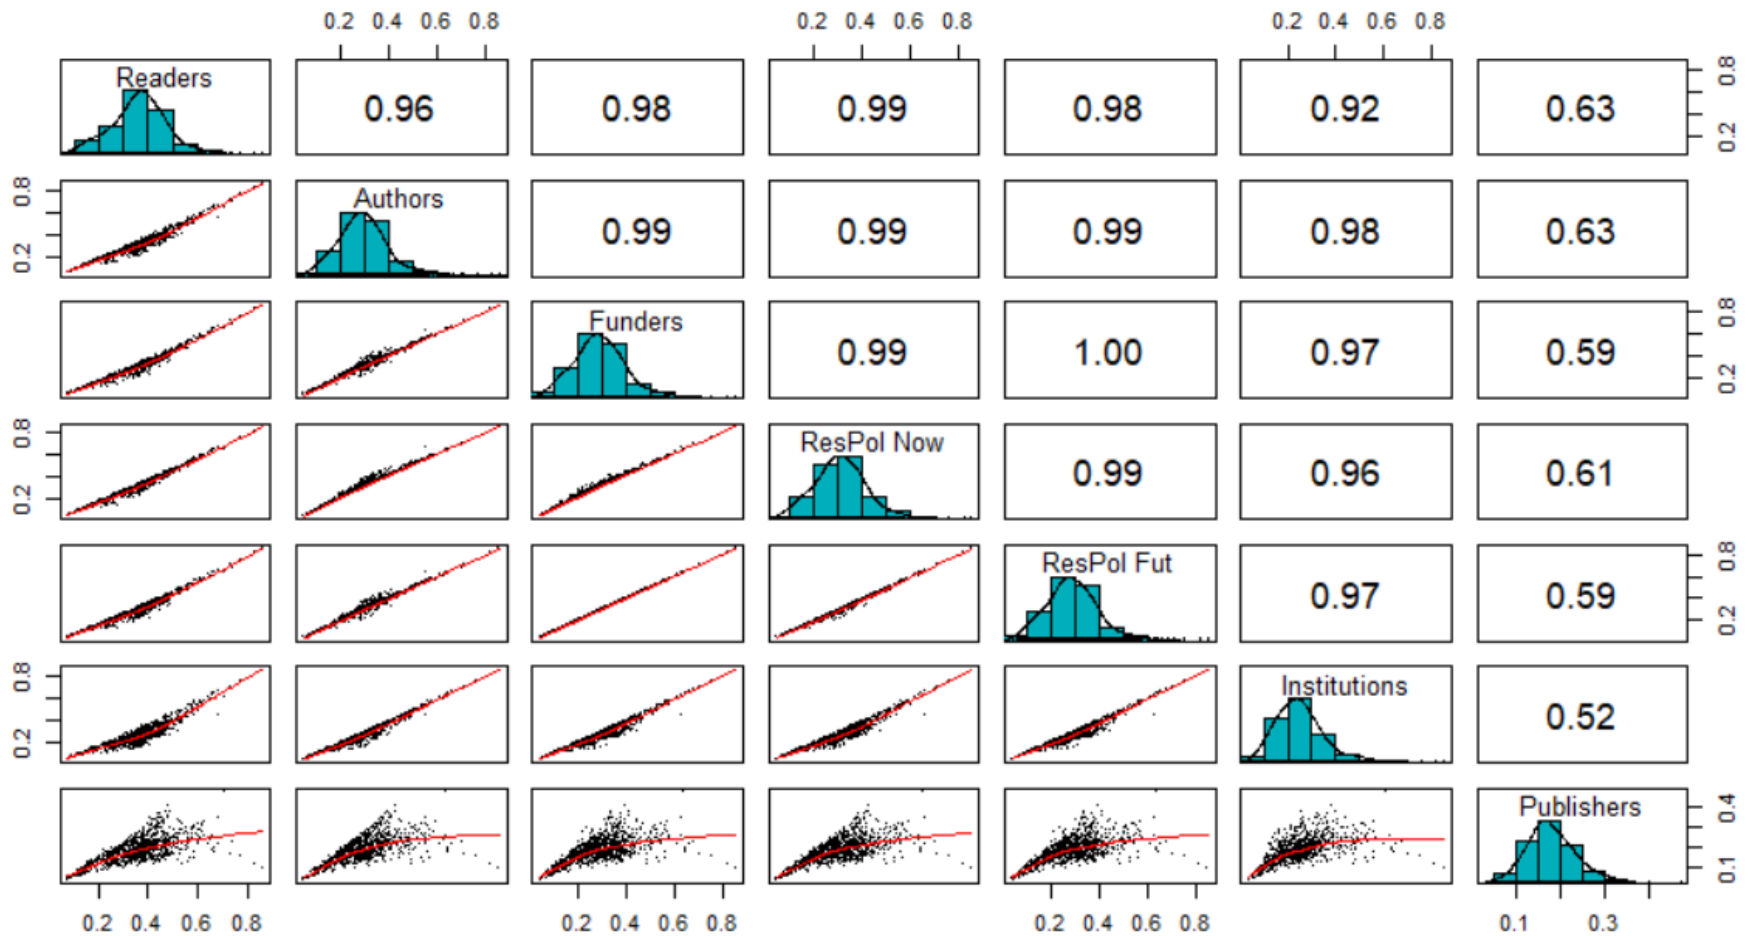 0.2 0.4 0.6 0.8 0.2 0.4 0.6 0.8 0.2 0.4 0.6 0.8
Readers 0.96 0.98 0.99 0.98 0.92 0.63 0.2 0.8
0.2 0.8 Authors 0.99 0.99 0.99 0.98 0.63
Funders 0.99 1.00 0.97 0.59 0.2 0.8
0.2 0.8 ResPol Now 0.99 0.96 0.61
ResPol Fut 0.97 0.59 0.2 0.8
0.2 0.8 Institutions 0.52
Publishers 0.1 0.4
0.2 0.4 0.6 0.8 0.2 0.4 0.6 0.8 0.2 0.4 0.6 0.8 0.1 0.3